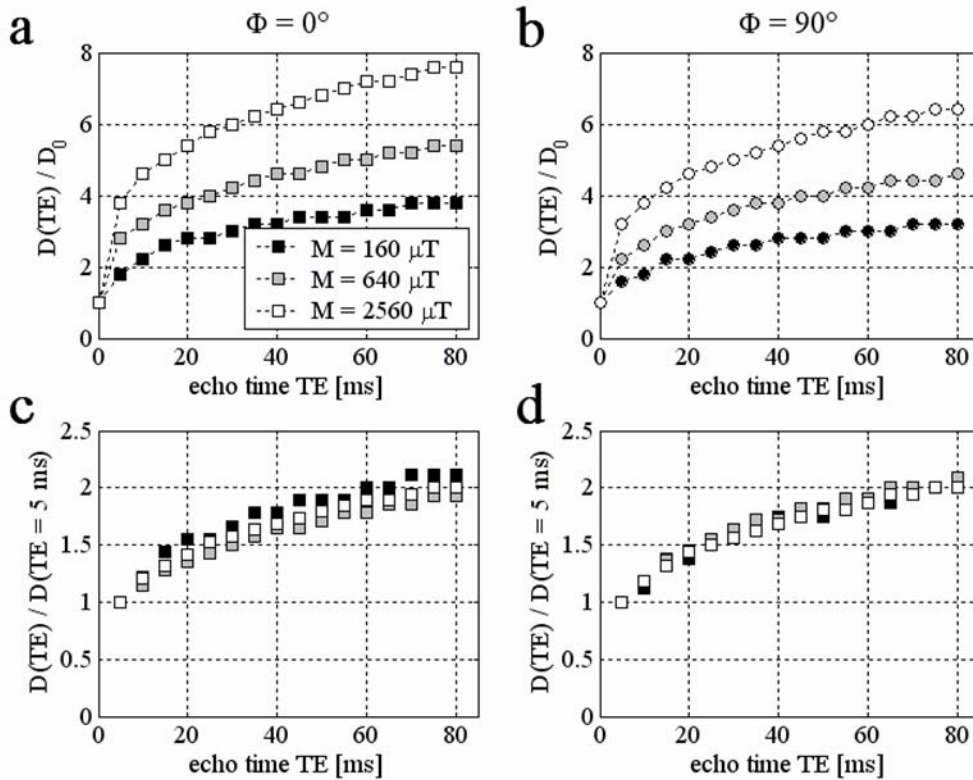 a
Φ = 0°
D(TE) / D0
8
6
4
2
0
0 20 40 60 80
echo time TE [ms]
M = 160 μT
M = 640 μT
M = 2560 μT
b
Φ = 90°
D(TE) / D0
8
6
4
2
0
0 20 40 60 80
echo time TE [ms]
c
D(TE) / D(TE = 5 ms)
2.5
2
1.5
1
0.5
0
0 20 40 60 80
echo time TE [ms]
d
D(TE) / D(TE = 5 ms)
2.5
2
1.5
1
0.5
0
0 20 40 60 80
echo time TE [ms]